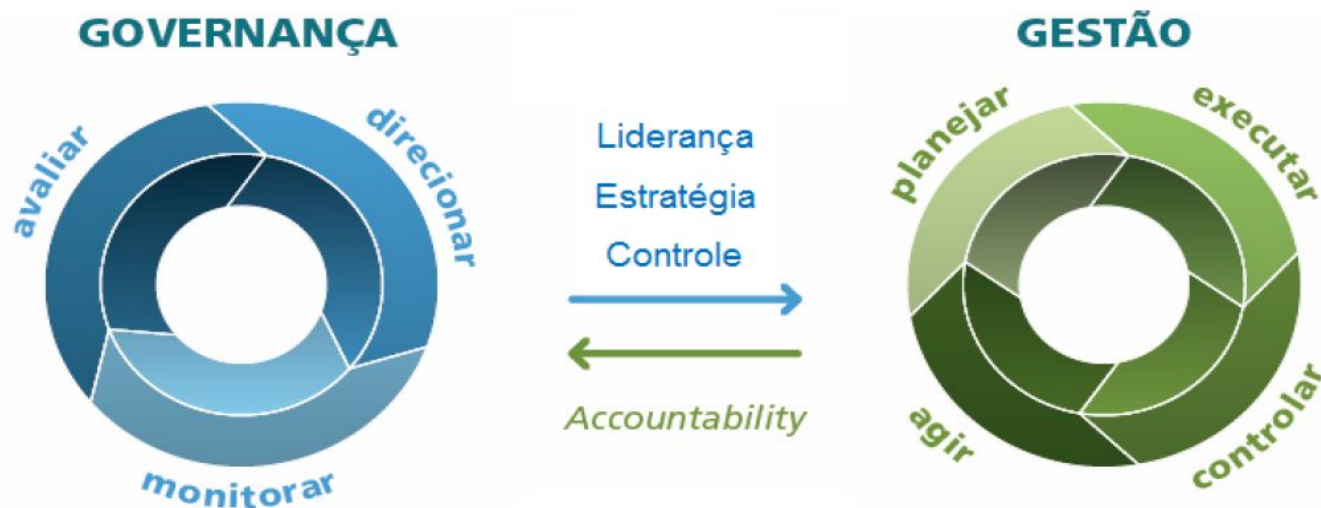 GOVERNANÇA
avaliar
direcionar
monitorar
Liderança
Estratégia
Controle
Accountability
GESTÃO
planejar
executar
controlar
agir